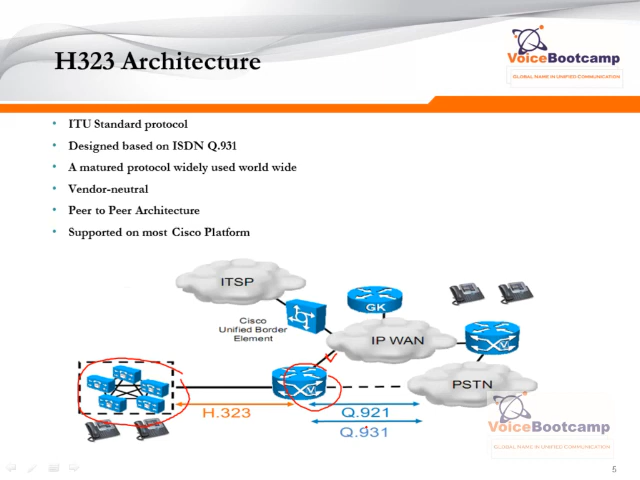 H323 Architecture
VoiceBootcamp
GLOBAL NAME IN UNIFIED COMMUNICATION
• ITU Standard protocol
• Designed based on ISDN Q.931
• A matured protocol widely used world wide
• Vendor-neutral
• Peer to Peer Architecture
• Supported on most Cisco Platform
ITSP
GK
Cisco
Unified Border
Element
IP WAN
V
V
PSTN
H.323
Q.921
Q.931
VoiceBootcamp
GLOBAL NAME IN UNIFIED COMMUNICATION
5